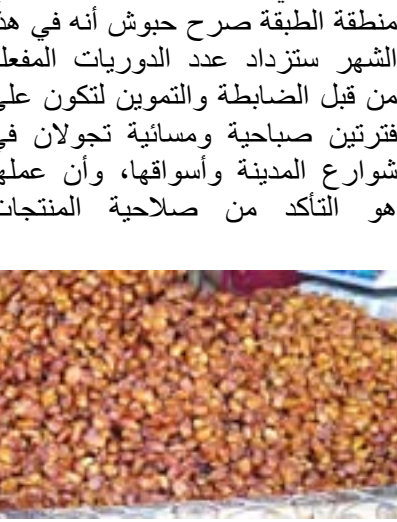 منطقة الطبقة صرح حبوش أنه في هذ
الشهر ستزداد عدد الدوريات المفعل
من قبل الضابطة والتموين لتكون على
فترتين صباحية ومسائية تجولان في
شوارع المدينة وأسواقها، وأن عمله
هو التأكد من صلاحية المنتجات